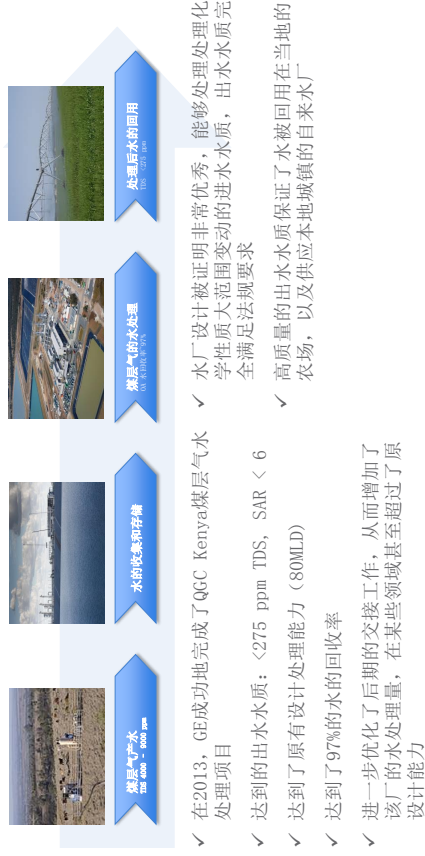 煤层气产水
TDS 4000 - 9000 ppm
水的收集和存储
煤层气的水处理
OA 水回收率 97%
处理后水的回用
TDS <275 ppm
✓ 在2013, GE成功地完成了QGC Kenya煤层气水
处理项目
✓ 达到的出水水质: <275 ppm TDS, SAR < 6
✓ 达到了原有设计处理能力 (80MLD)
✓ 达到了97%的水的回收率
✓ 进一步优化了后期的交接工作, 从而增加了
该厂的水处理量, 在某些领域甚至超过了原
设计能力
✓ 水厂设计被证明非常优秀, 能够处理处理化
学性质大范围变动的进水水质, 出水水质完
全满足法规要求
✓ 高质量的出水水质保证了水被回用在当地的
农场, 以及供应本地城镇的自来水厂